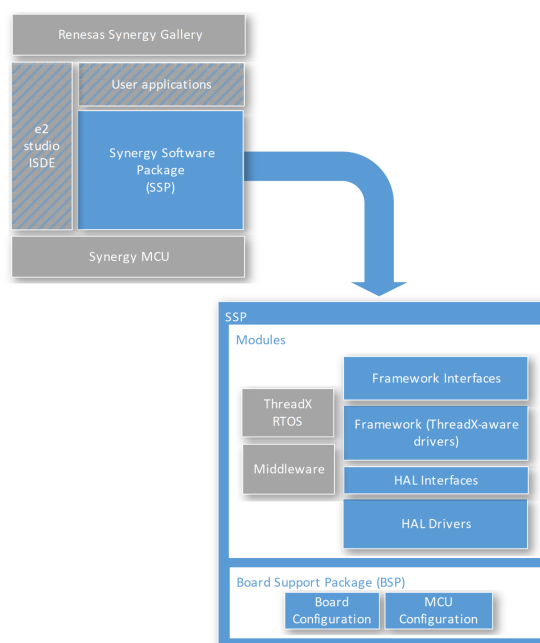 Renesas Synergy Gallery
User applications
e2
studio
ISDE
Synergy Software
Package
(SSP)
Synergy MCU
SSP
Modules
Framework Interfaces
ThreadX
RTOS
Framework (ThreadX-aware
drivers)
Middleware
HAL Interfaces
HAL Drivers
Board Support Package (BSP)
Board
Configuration
MCU
Configuration